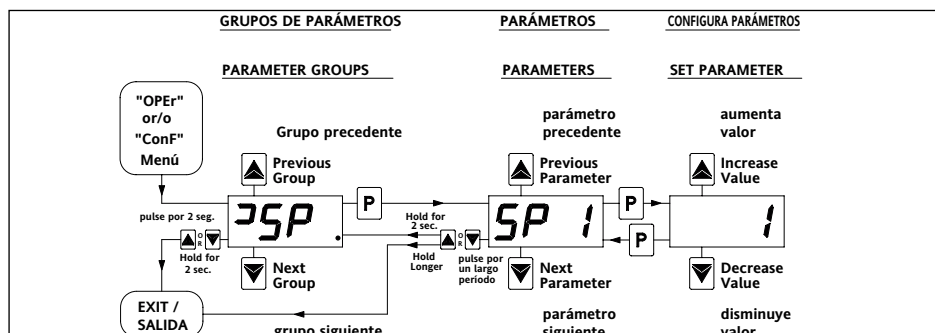 GRUPOS DE PARÁMETROS
PARÁMETROS
CONFIGURA PARÁMETROS
PARAMETER GROUPS
PARAMETERS
SET PARAMETER
"OPEr"
or/o
"ConF"
Menú
Grupo precedente
parámetro
precedente
aumenta
valor
Previous
Group
Previous
Parameter
Increase
Value
P
P
pulse por 2 seg.
SP.
Hold for
2 sec.
SP 1
P
1
OR
Hold for
2 sec.
OR
Hold
Longer
pulse por
un largo
período
Next
Group
Next
Parameter
Decrease
Value
EXIT /
SALIDA
grupo siguiente
parámetro
siguiente
disminuye
valor